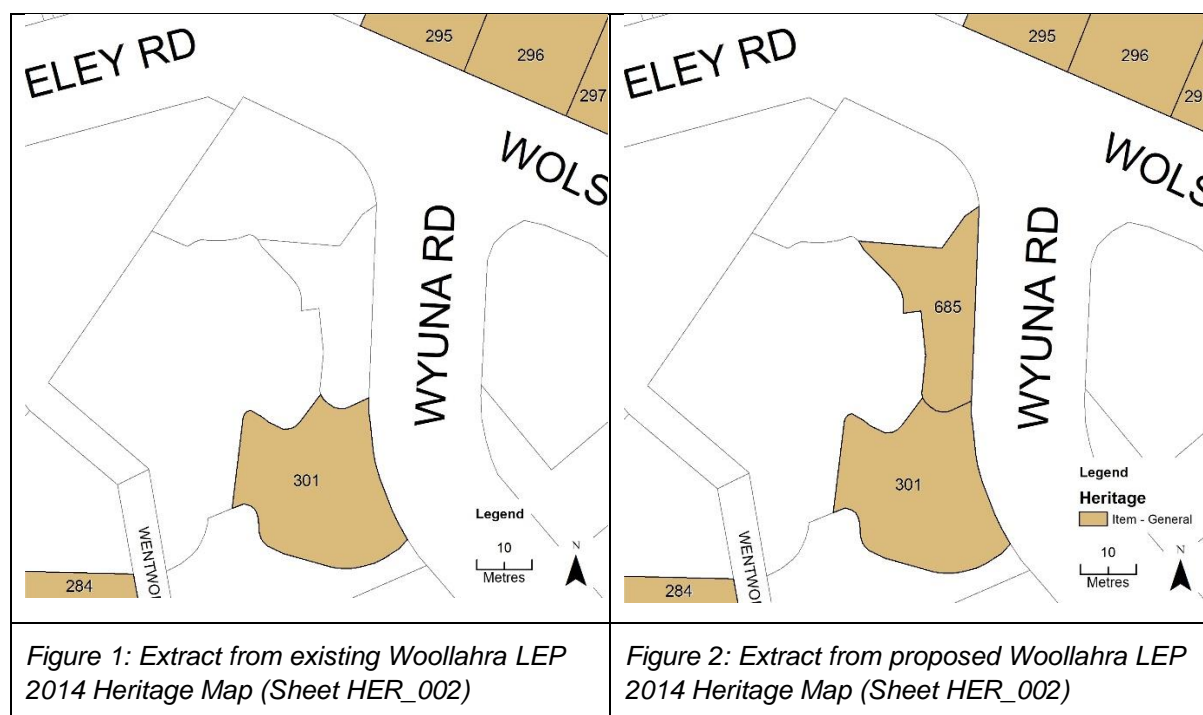 295
296
297
ELEY RD
WOLS
WYUNA RD
301
Legend
10
Metres
N
WENTWO
284
295
296
29
ELEY RD
WOLS
685
WYUNA RD
301
Legend
Heritage
Item - General
10
Metres
N
WENTWO
284
Figure 1: Extract from existing Woollahra LEP
2014 Heritage Map (Sheet HER_002)
Figure 2: Extract from proposed Woollahra LEP
2014 Heritage Map (Sheet HER_002)